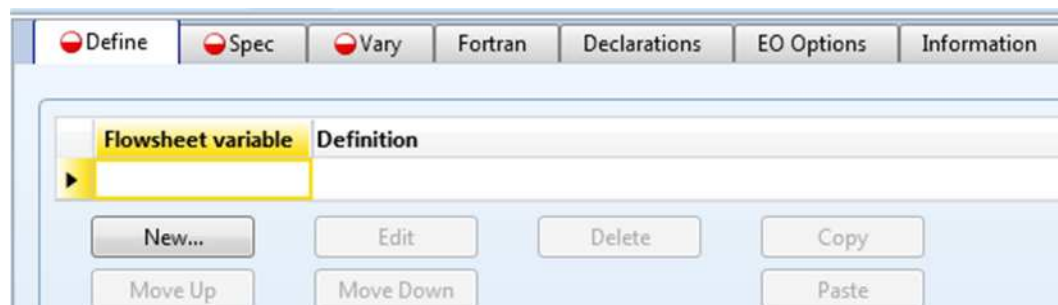 Define Spec Vary Fortran Declarations EO Options Information
Flowsheet variable Definition
New... Edit Delete Copy
Move Up Move Down Paste